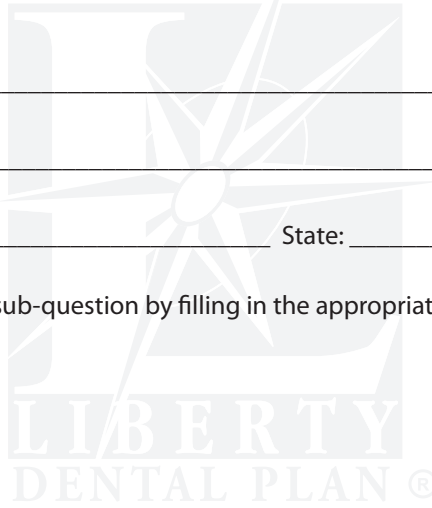 State:
sub-question by filling in the appropriat
LIBERTY
DENTAL PLAN ®